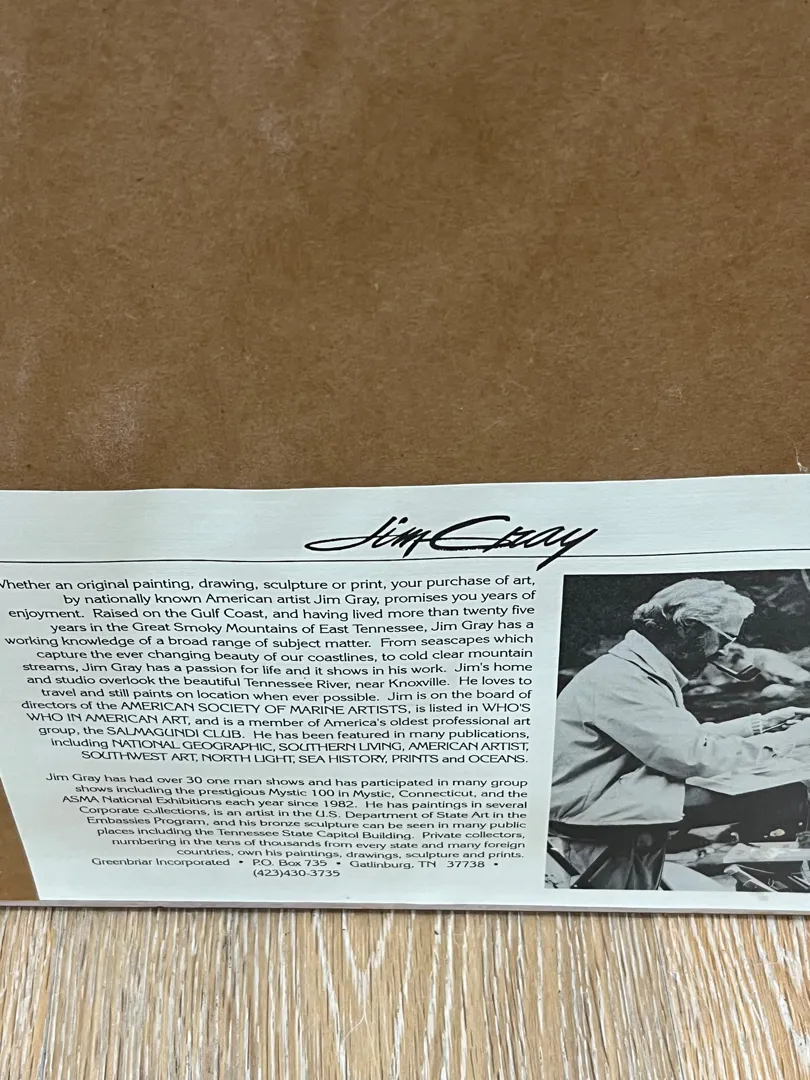 Jim Gray
Whether an original painting, drawing, sculpture or print, your purchase of art,
by nationally known American artist Jim Gray, promises you years of
enjoyment. Raised on the Gulf Coast, and having lived more than twenty five
years in the Great Smoky Mountains of East Tennessee, Jim Gray has a
working knowledge of a broad range of subject matter. From seascapes which
capture the ever changing beauty of our coastlines, to cold clear mountain
streams, Jim Gray has a passion for life and it shows in his work. Jim's home
and studio overlook the beautiful Tennessee River, near Knoxville. He loves to
travel and still paints on location when ever possible. Jim is on the board of
directors of the AMERICAN SOCIETY OF MARINE ARTISTS, is listed in WHO'S
WHO IN AMERICAN ART, and is a member of America's oldest professional art
group, the SALMAGUNDI CLUB. He has been featured in many publications,
including NATIONAL GEOGRAPHIC, SOUTHERN LIVING, AMERICAN ARTIST,
SOUTHWEST ART, NORTH LIGHT, SEA HISTORY, PRINTS and OCEANS.
Jim Gray has had over 30 one man shows and has participated in many group
shows including the prestigious Mystic 100 in Mystic, Connecticut, and the
ASMA National Exhibitions each year since 1982. He has paintings in several
Corporate collections, is an artist in the U.S. Department of State Art in the
Embassies Program, and his bronze sculpture can be seen in many public
places including the Tennessee State Capitol Building. Private collectors,
numbering in the tens of thousands from every state and many foreign
countries, own his paintings, drawings, sculpture and prints.
Greenbriar Incorporated • P.O. Box 735 • Gatlinburg, TN 37738 •
(423)430-3735